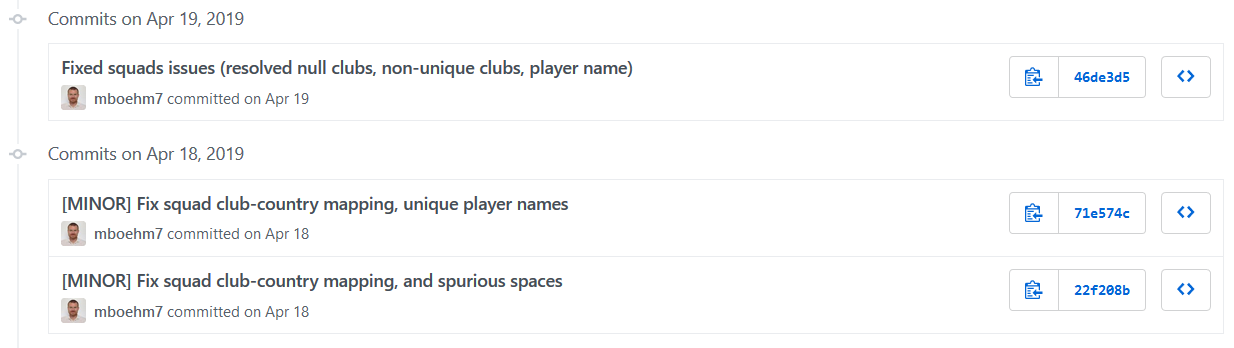 Commits on Apr 19, 2019
Fixed squads issues (resolved null clubs, non-unique clubs, player name)
46de3d5
mboehm7 committed on Apr 19
Commits on Apr 18, 2019
[MINOR] Fix squad club-country mapping, unique player names
71e574c
mboehm7 committed on Apr 18
[MINOR] Fix squad club-country mapping, and spurious spaces
22f208b
mboehm7 committed on Apr 18